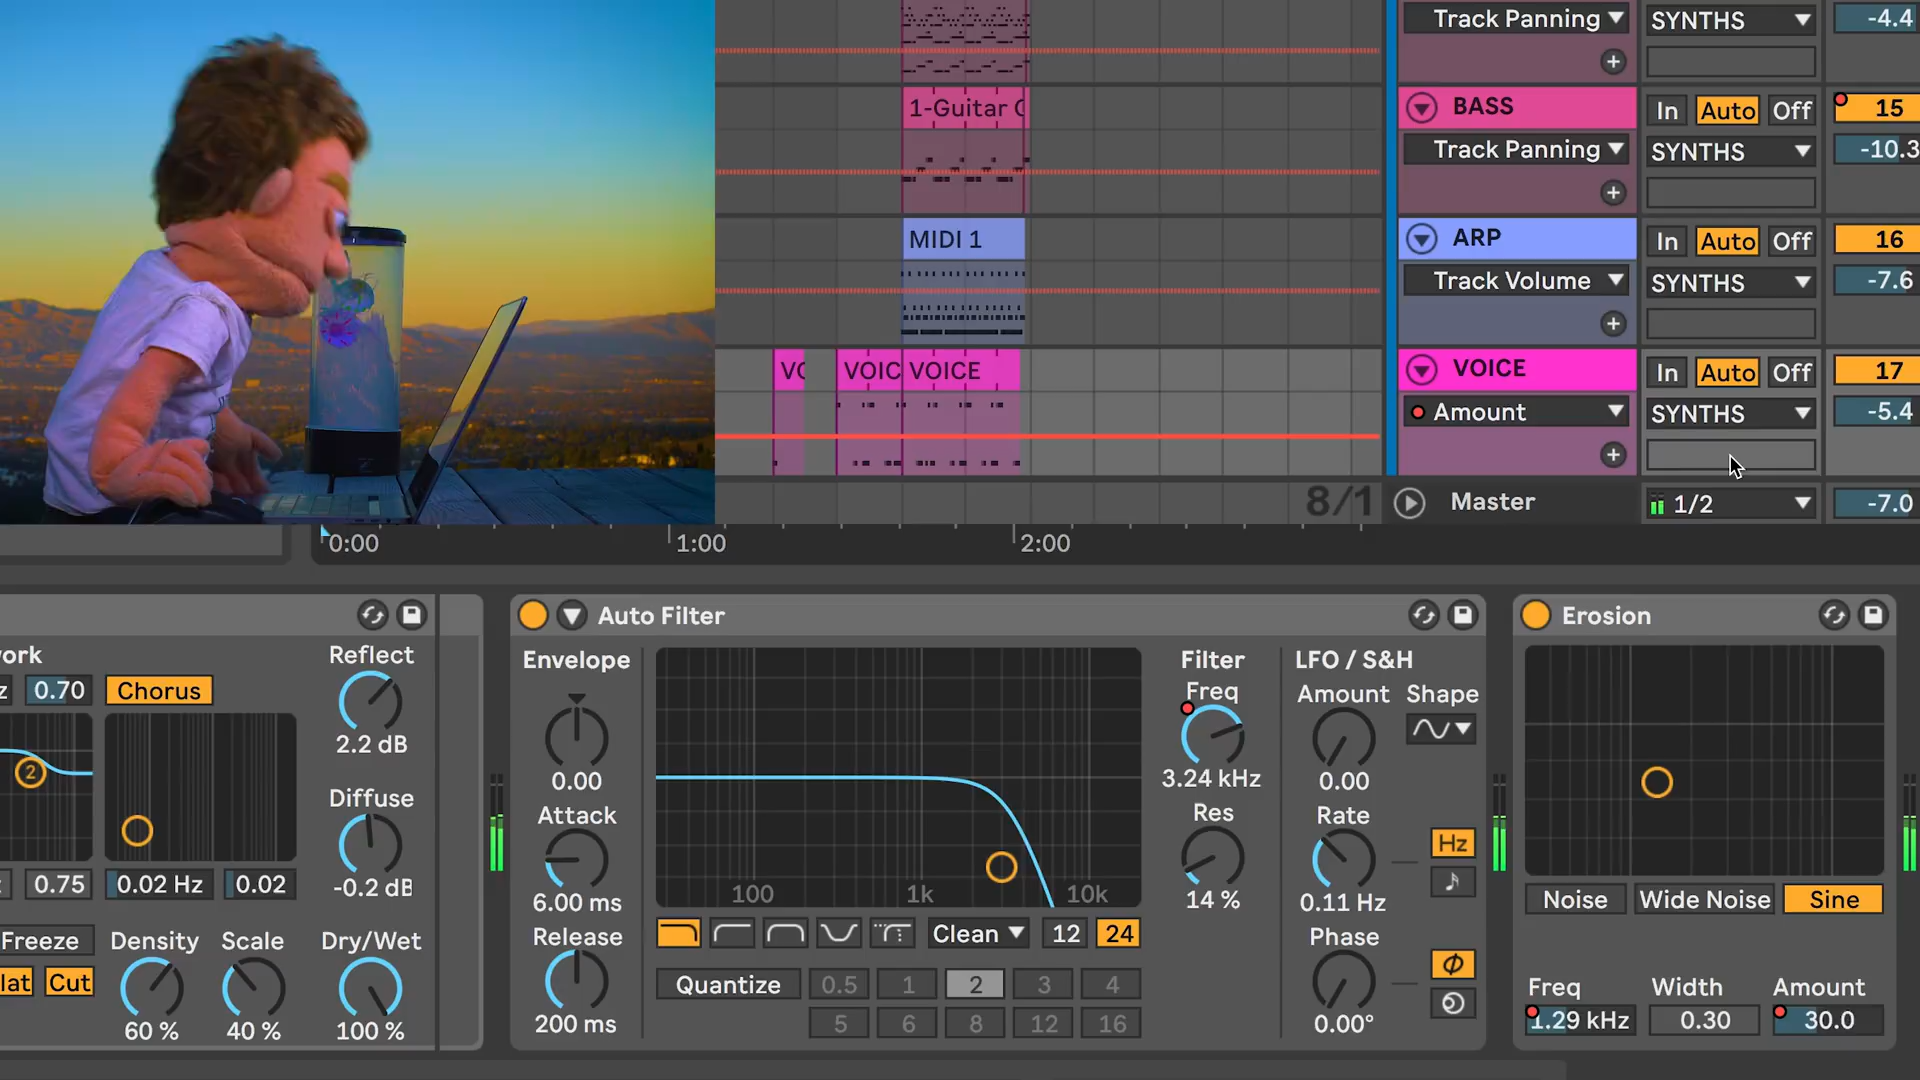 Track Panning SYNTHS -4.4
1-Guitar
BASS In Auto Off 15
Track Panning SYNTHS -10.3
MIDI 1
ARP In Auto Off 16
Track Volume SYNTHS -7.6
VOIC VOICE
VOICE In Auto Off 17
Amount SYNTHS -5.4
8/1 Master 1/2 -7.0
0:00 1:00 2:00
Auto Filter
Erosion
ork
z 0.70 Chorus
Reflect
2.2 dB
2
Diffuse
-0.2 dB
0.75 0.02 Hz 0.02
Freeze Density Scale Dry/Wet
lat Cut
60 % 40 % 100 %
Envelope
0.00
Attack
6.00 ms
Release
200 ms
100 1k 10k
Clean 12 24
Quantize 0.5 1 2 3 4
5 6 8 12 16
Filter
Freq
3.24 kHz
Res
14 %
LFO / S&H
Amount Shape
0.00
Rate
Hz
0.11 Hz
Phase
0.00°
Noise Wide Noise Sine
Freq Width Amount
1.29 kHz 0.30 30.0